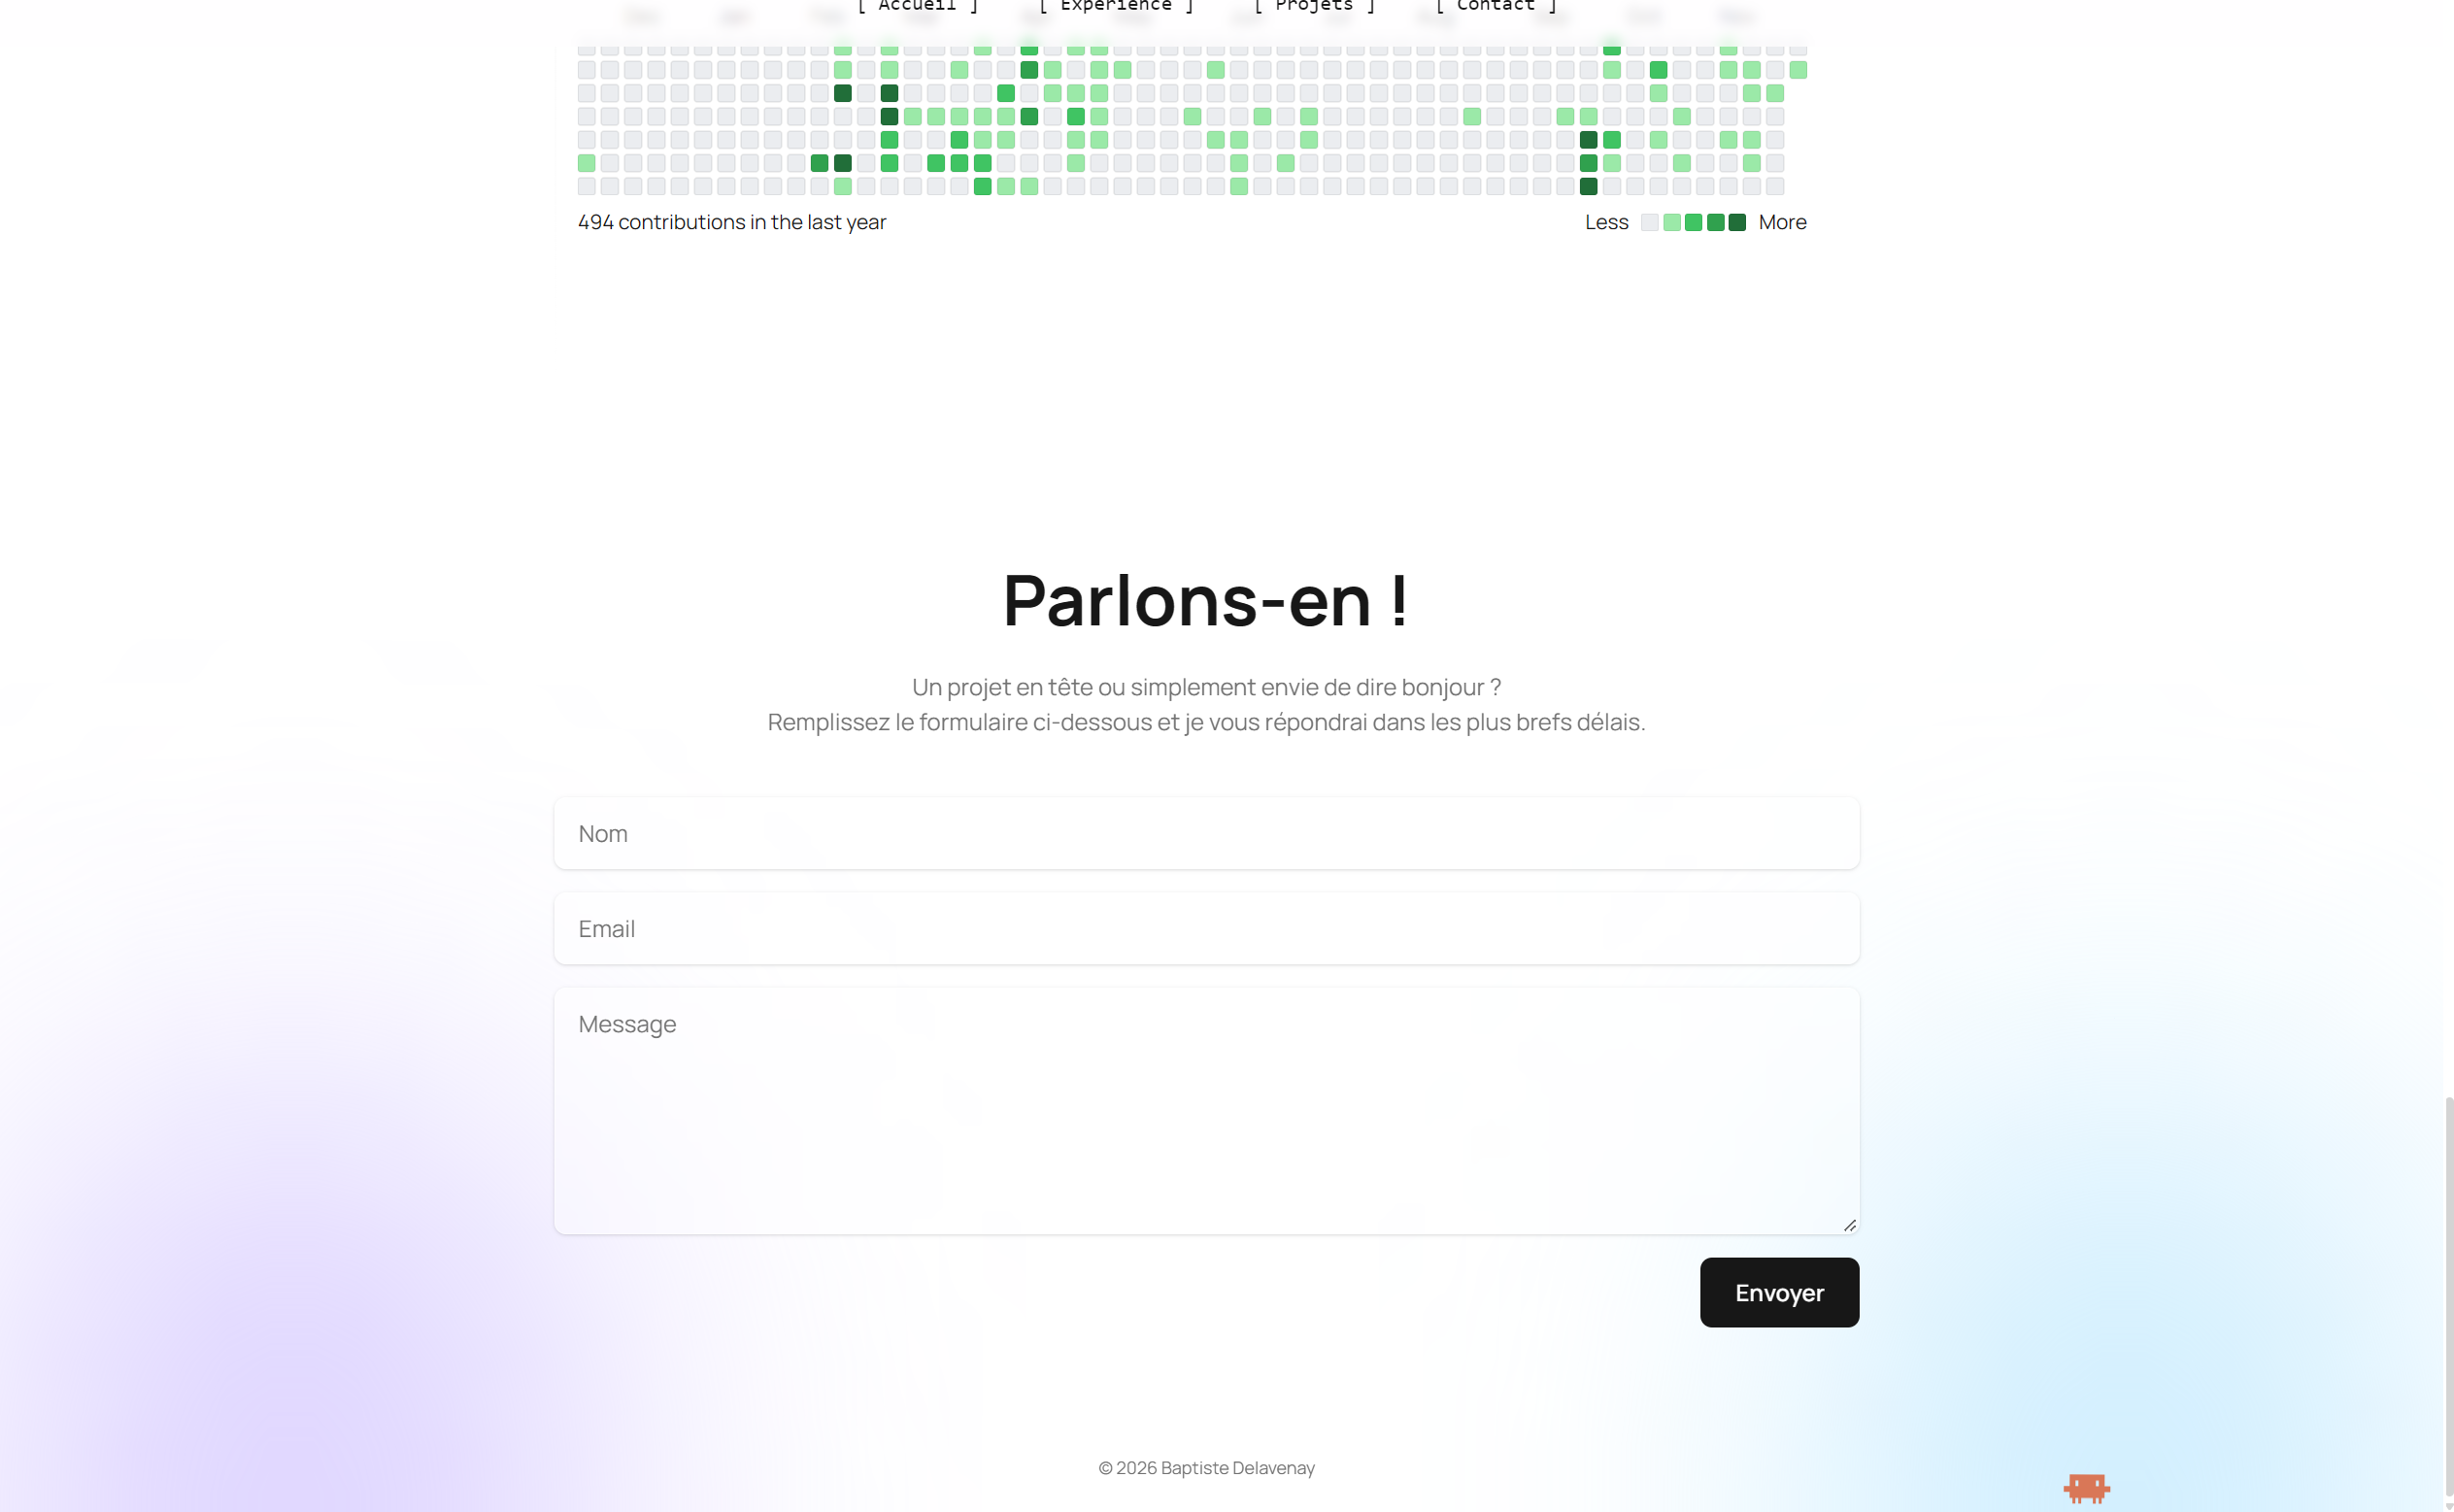 [ Accueil ] [ Expérience ] [ Projets ] [ Contact ]
494 contributions in the last year
Less More
Parlons-en !
Un projet en tête ou simplement envie de dire bonjour ?
Remplissez le formulaire ci-dessous et je vous répondrai dans les plus brefs délais.
Nom
Email
Message
Envoyer
© 2026 Baptiste Delavenay